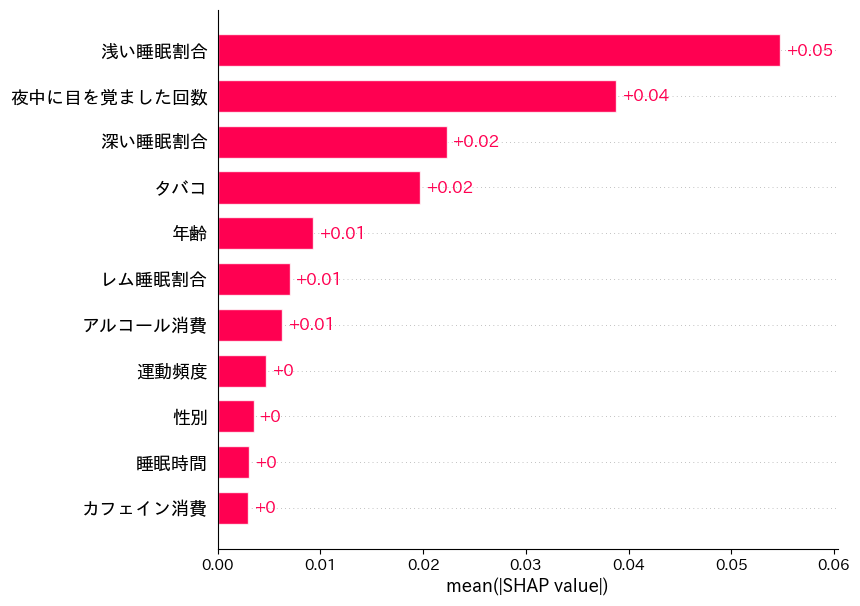 浅い睡眠割合 +0.05
夜中に目を覚ました回数 +0.04
深い睡眠割合 +0.02
タバコ +0.02
年齢 +0.01
レム睡眠割合 +0.01
アルコール消費 +0.01
運動頻度 +0
性別 +0
睡眠時間 +0
カフェイン消費 +0
0.00 0.01 0.02 0.03 0.04 0.05 0.06
mean(|SHAP value|)